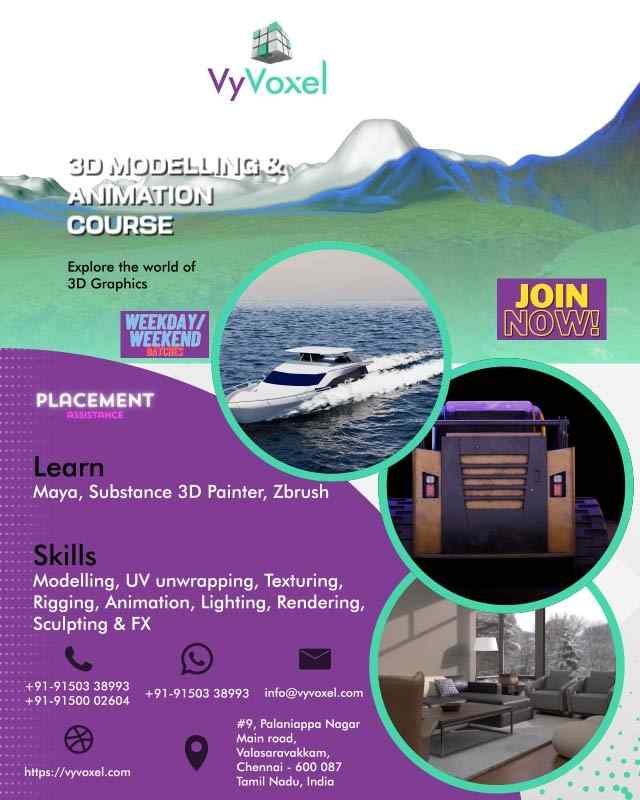 VyVoxel
3D MODELLING &
ANIMATION
COURSE
Explore the world of
3D Graphics
WEEKDAY/
WEEKEND
BATCHES
JOIN
NOW!
PLACEMENT
ASSISTANCE
Learn
Maya, Substance 3D Painter, Zbrush
Skills
Modelling, UV unwrapping, Texturing,
Rigging, Animation, Lighting, Rendering,
Sculpting & FX
+91-91503 38993
+91-91500 02604
+91-91503 38993
info@vyvoxel.com
https://vyvoxel.com
#9, Palaniappa Nagar
Main road,
Valasaravakkam,
Chennai - 600 087
Tamil Nadu, India